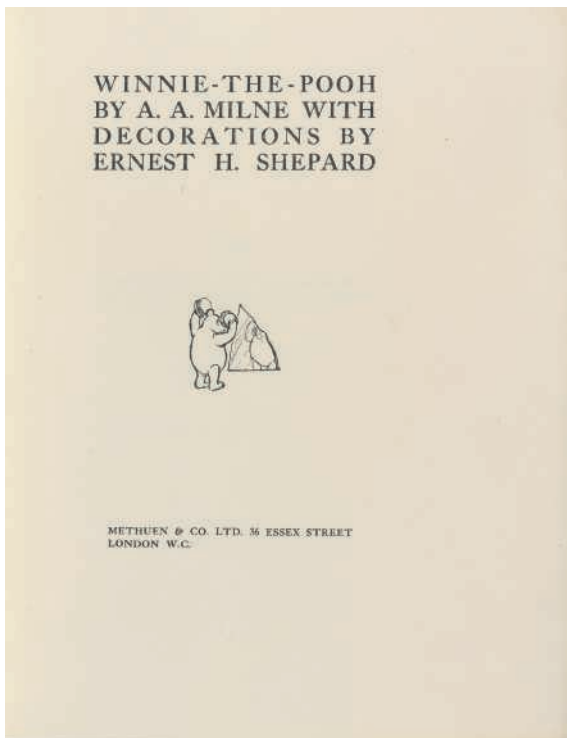 WINNIE-THE-POOH
BY A. A. MILNE WITH
DECORATIONS BY
ERNEST H. SHEPARD
METHUEN & CO. LTD. 36 ESSEX STREET
LONDON W.C.